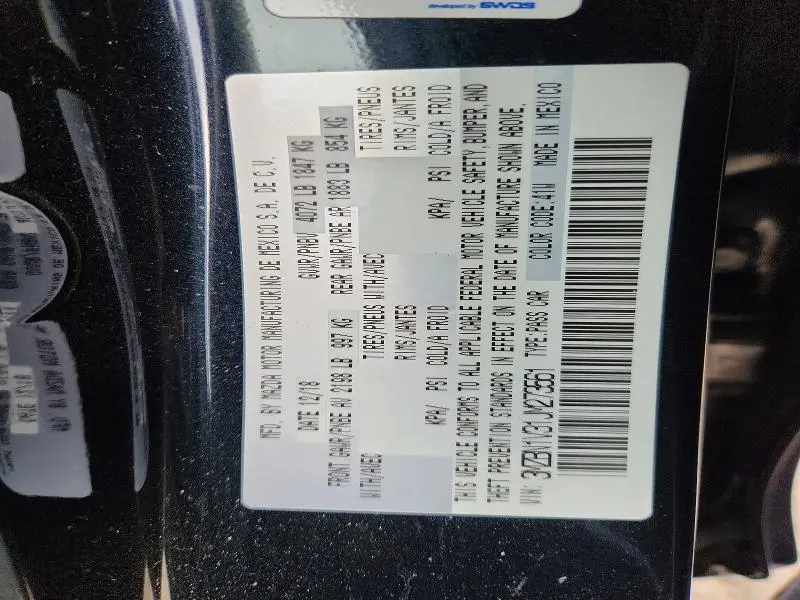 developed by SWDS
MFD. BY MAZDA MOTOR MANUFACTURING DE MEXICO S.A. DE C.V.
DATE 12/18 GVWR/PNBV 4072 LB 1847 KG
FRONT GAWR/PNBE AV 2198 LB 997 KG REAR GAWR/PNBE AR 1883 LB 854 KG
WITH/AVEC TIRES/PNEUS WITH/AVEC TIRES/PNEUS
RIMS/JANTES RIMS/JANTES
KPA/ PSI COLD/A FROID KPA/ PSI COLD/A FROID
THIS VEHICLE CONFORMS TO ALL APPLICABLE FEDERAL MOTOR VEHICLE SAFETY, BUMPER, AND
THEFT PREVENTION STANDARDS IN EFFECT ON THE DATE OF MANUFACTURE SHOWN ABOVE.
VIN: 3MZBN1V31JM273561 TYPE:PASS CAR COLOR CODE:41W MADE IN MEXICO